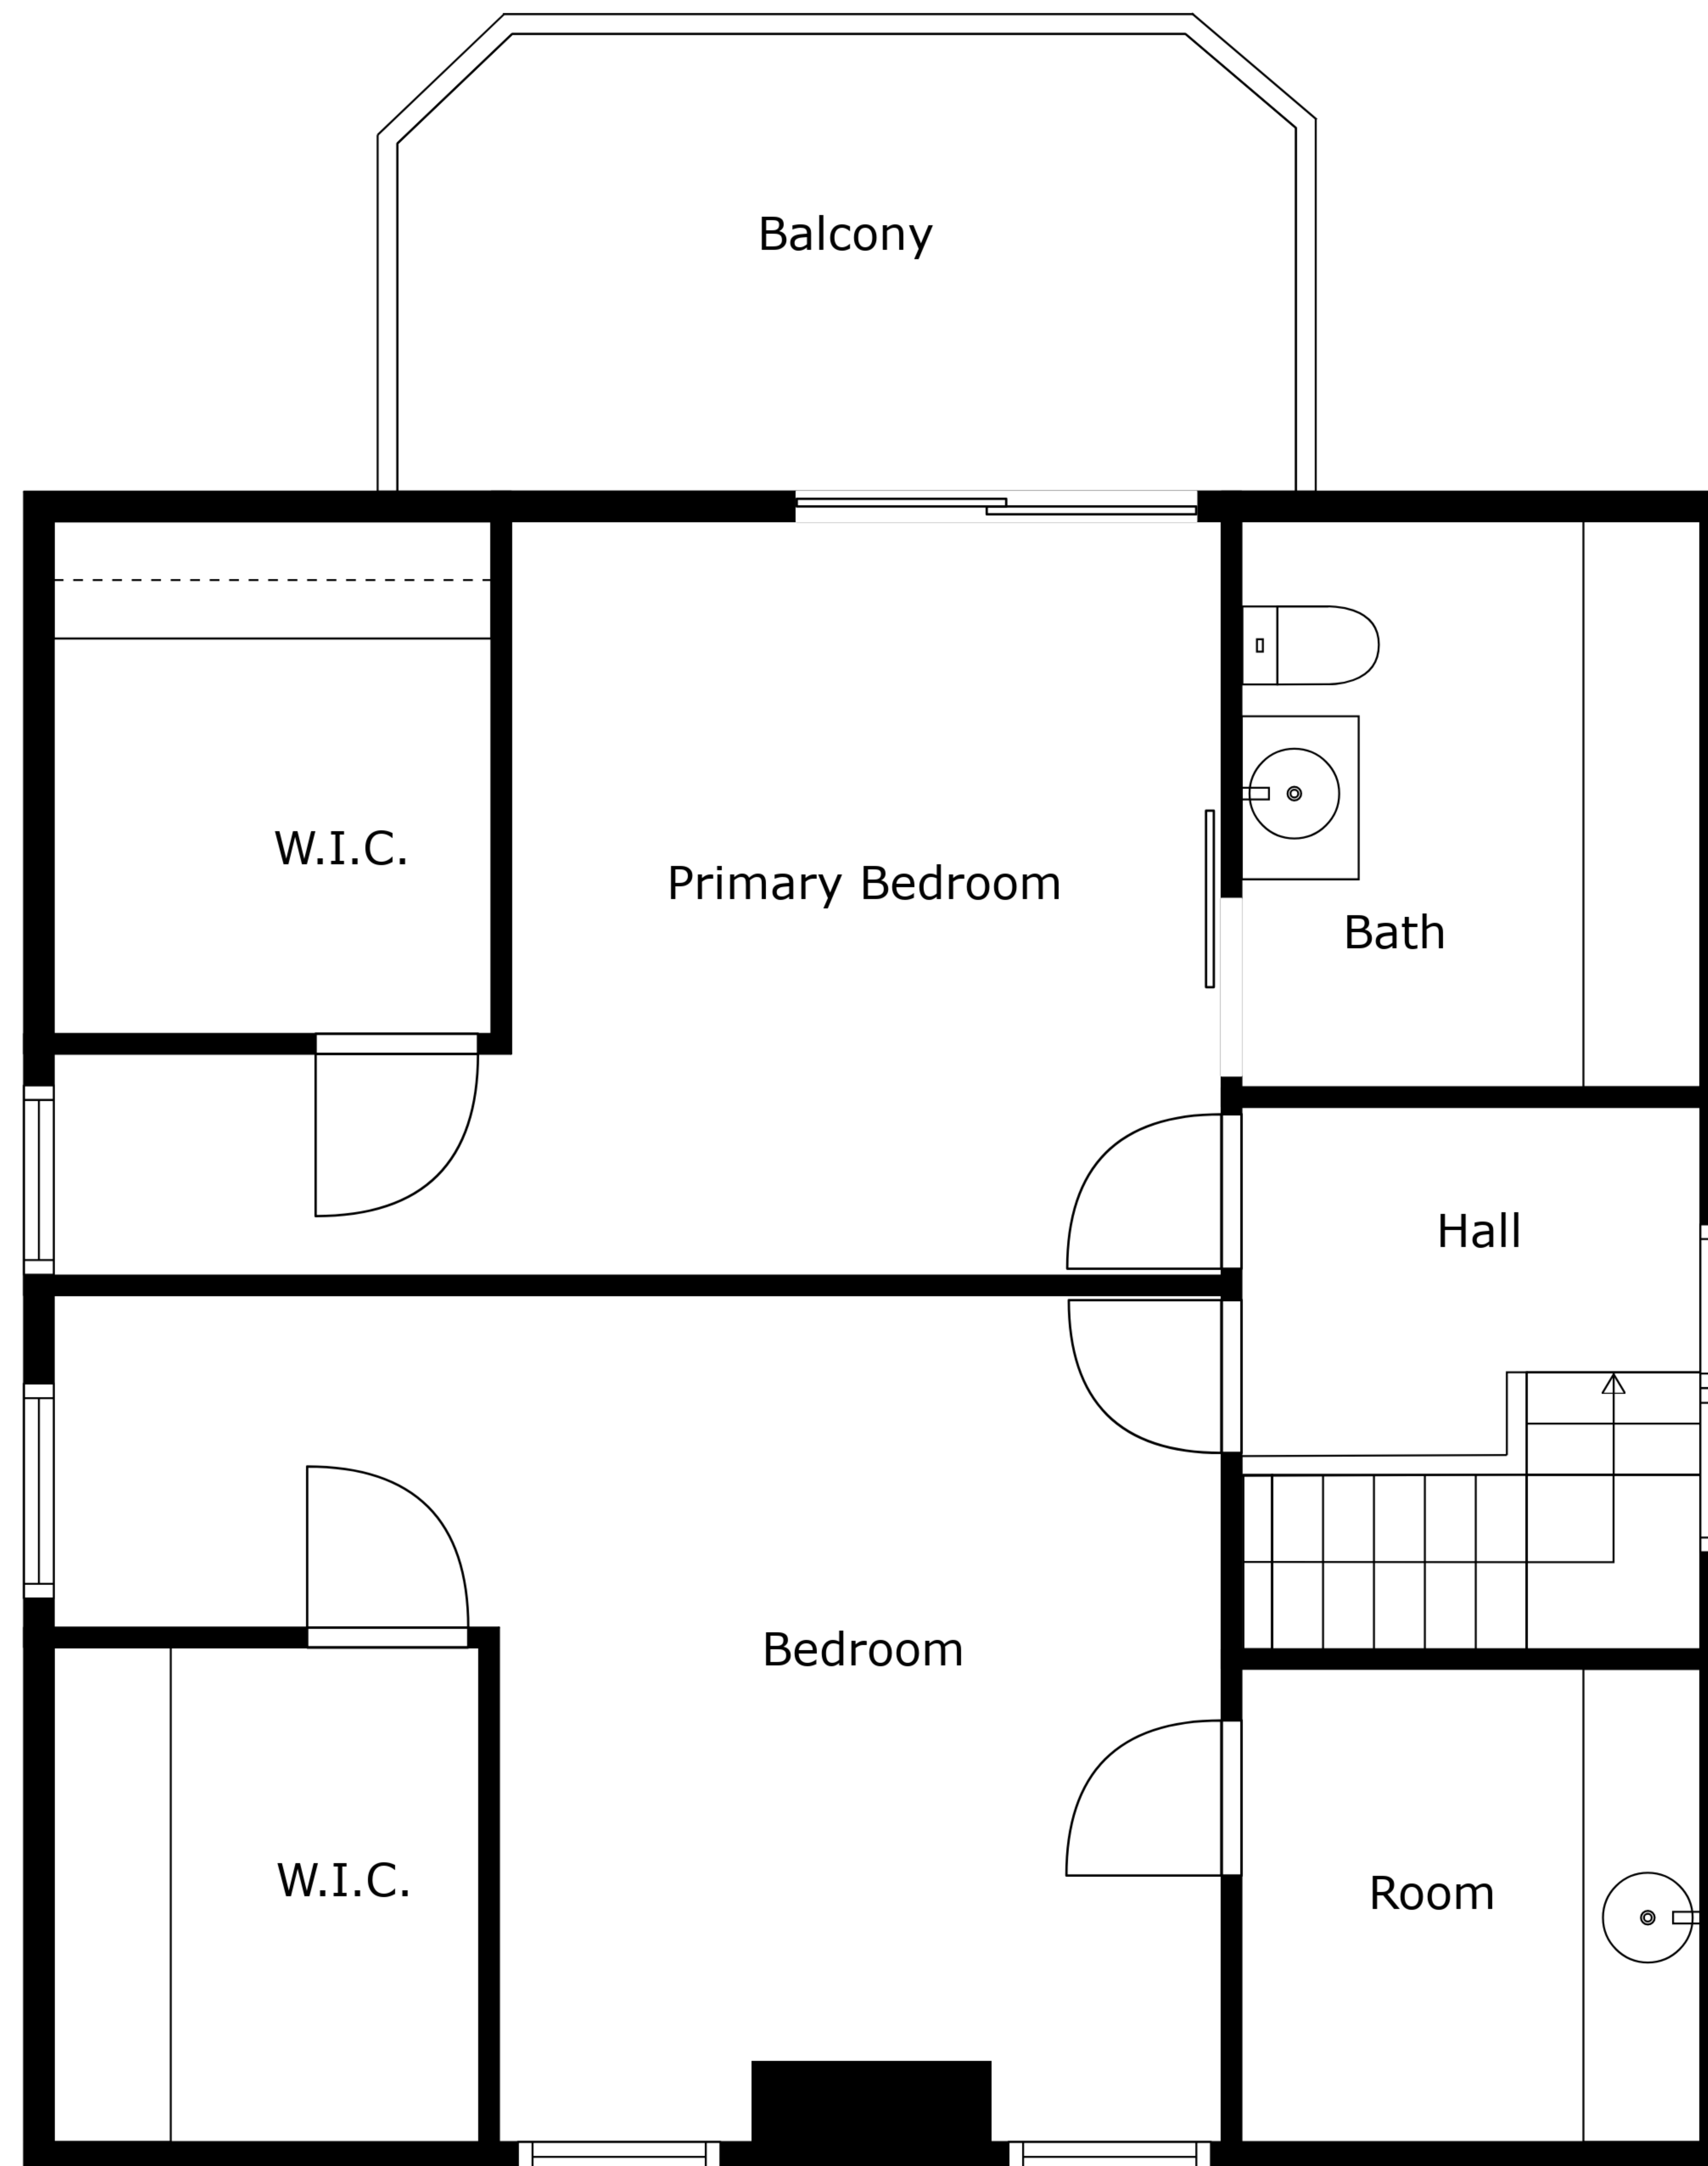 Balcony
W.I.C.
Primary Bedroom
Bath
Hall
Bedroom
W.I.C.
Room